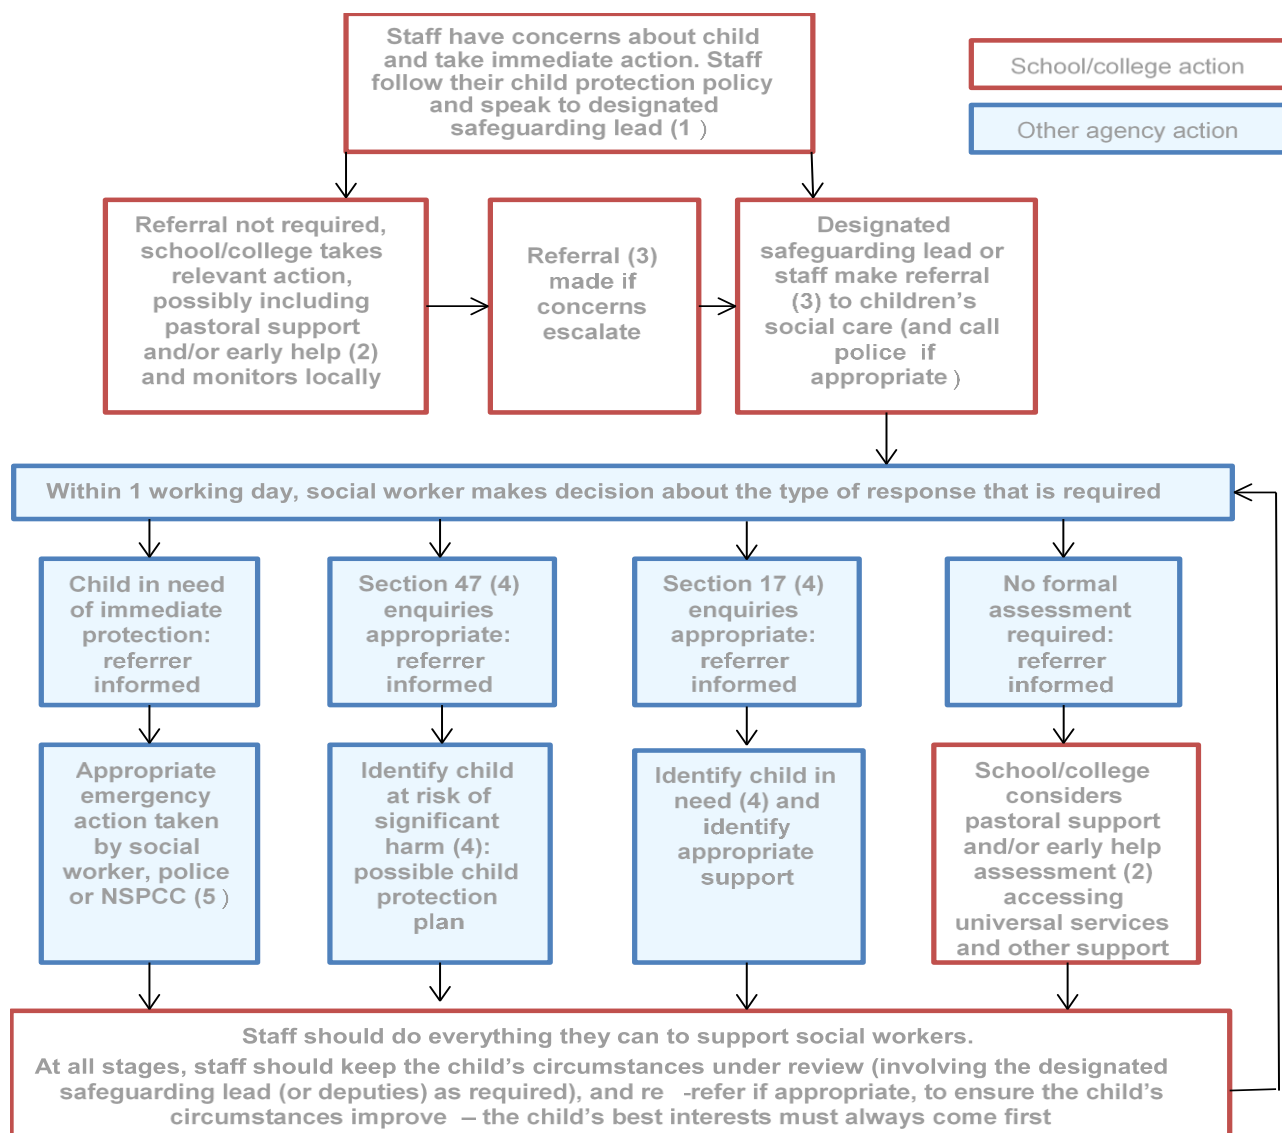 Staff have concerns about child
and take immediate action. Staff
follow their child protection policy
and speak to designated
safeguarding lead (1 )
School/college action
Other agency action
Referral not required,
school/college takes
relevant action,
possibly including
pastoral support
and/or early help (2)
and monitors locally
Referral (3)
made if
concerns
escalate
Designated
safeguarding lead or
staff make referral
(3) to children’s
social care (and call
police if
appropriate )
Within 1 working day, social worker makes decision about the type of response that is required
Child in need
of immediate
protection:
referrer
informed
Section 47 (4)
enquiries
appropriate:
referrer
informed
Section 17 (4)
enquiries
appropriate:
referrer
informed
No formal
assessment
required:
referrer
informed
Appropriate
emergency
action taken
by social
worker, police
or NSPCC (5 )
Identify child
at risk of
significant
harm (4):
possible child
protection
plan
Identify child in
need (4) and
identify
appropriate
support
School/college
considers
pastoral support
and/or early help
assessment (2)
accessing
universal services
and other support
Staff should do everything they can to support social workers.
At all stages, staff should keep the child’s circumstances under review (involving the designated
safeguarding lead (or deputies) as required), and re -refer if appropriate, to ensure the child’s
circumstances improve – the child’s best interests must always come first